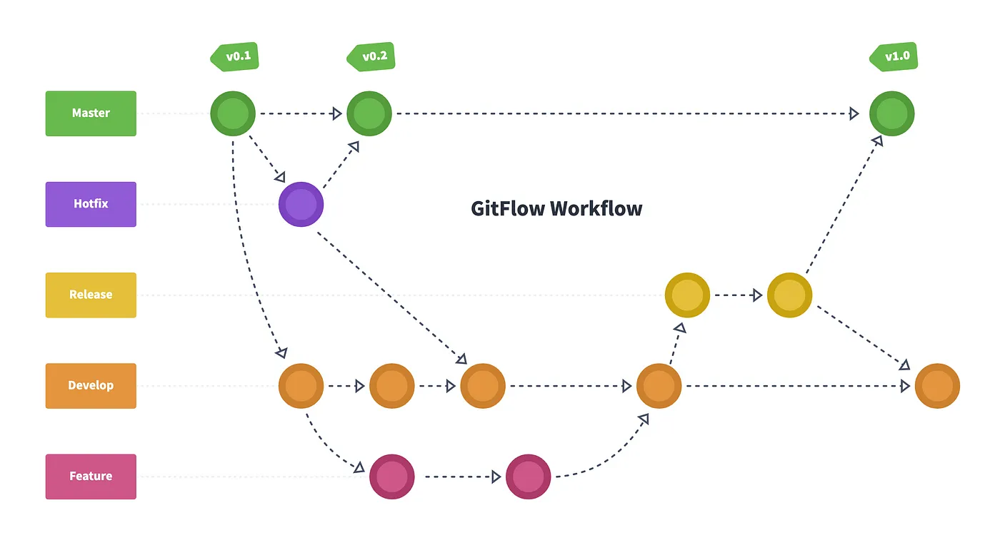 v0.1
v0.2
v1.0
Master
Hotfix
GitFlow Workflow
Release
Develop
Feature